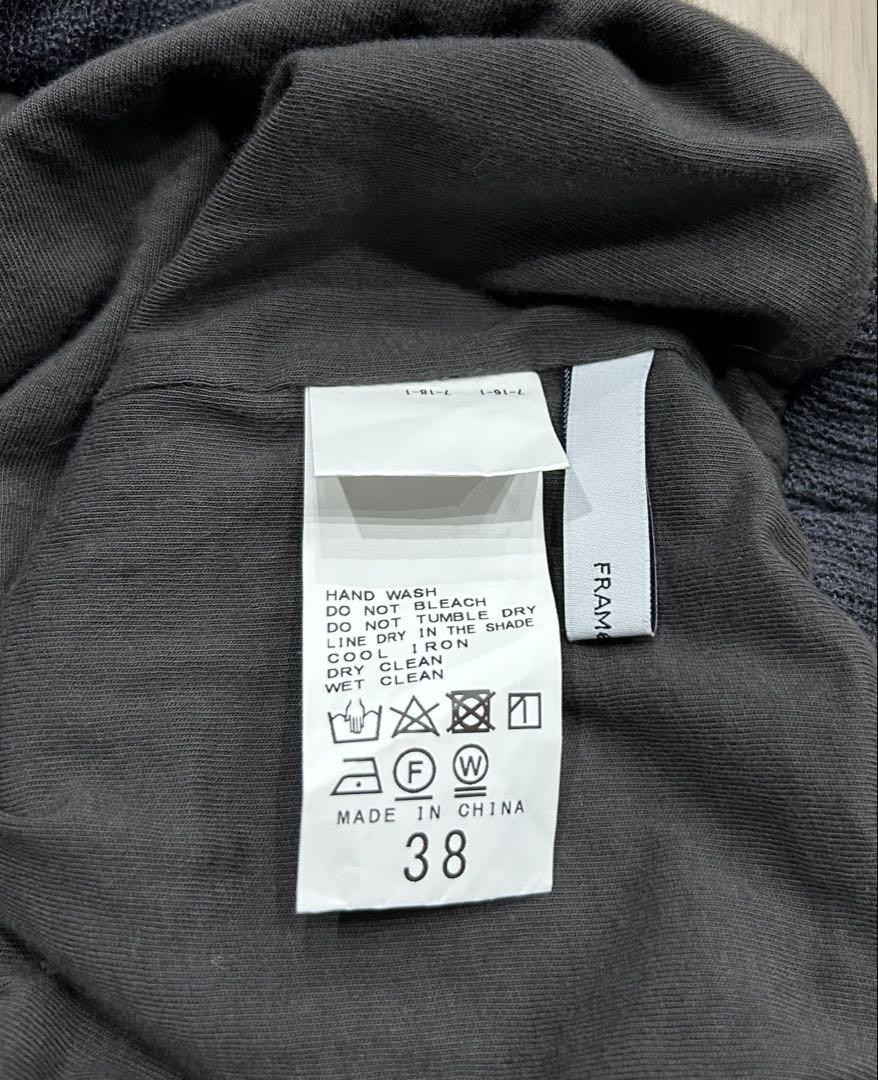 7-16-1 7-18-1
HAND WASH
DO NOT BLEACH
DO NOT TUMBLE DRY
LINE DRY IN THE SHADE
COOL IRON
DRY CLEAN
WET CLEAN
F W
MADE IN CHINA
38